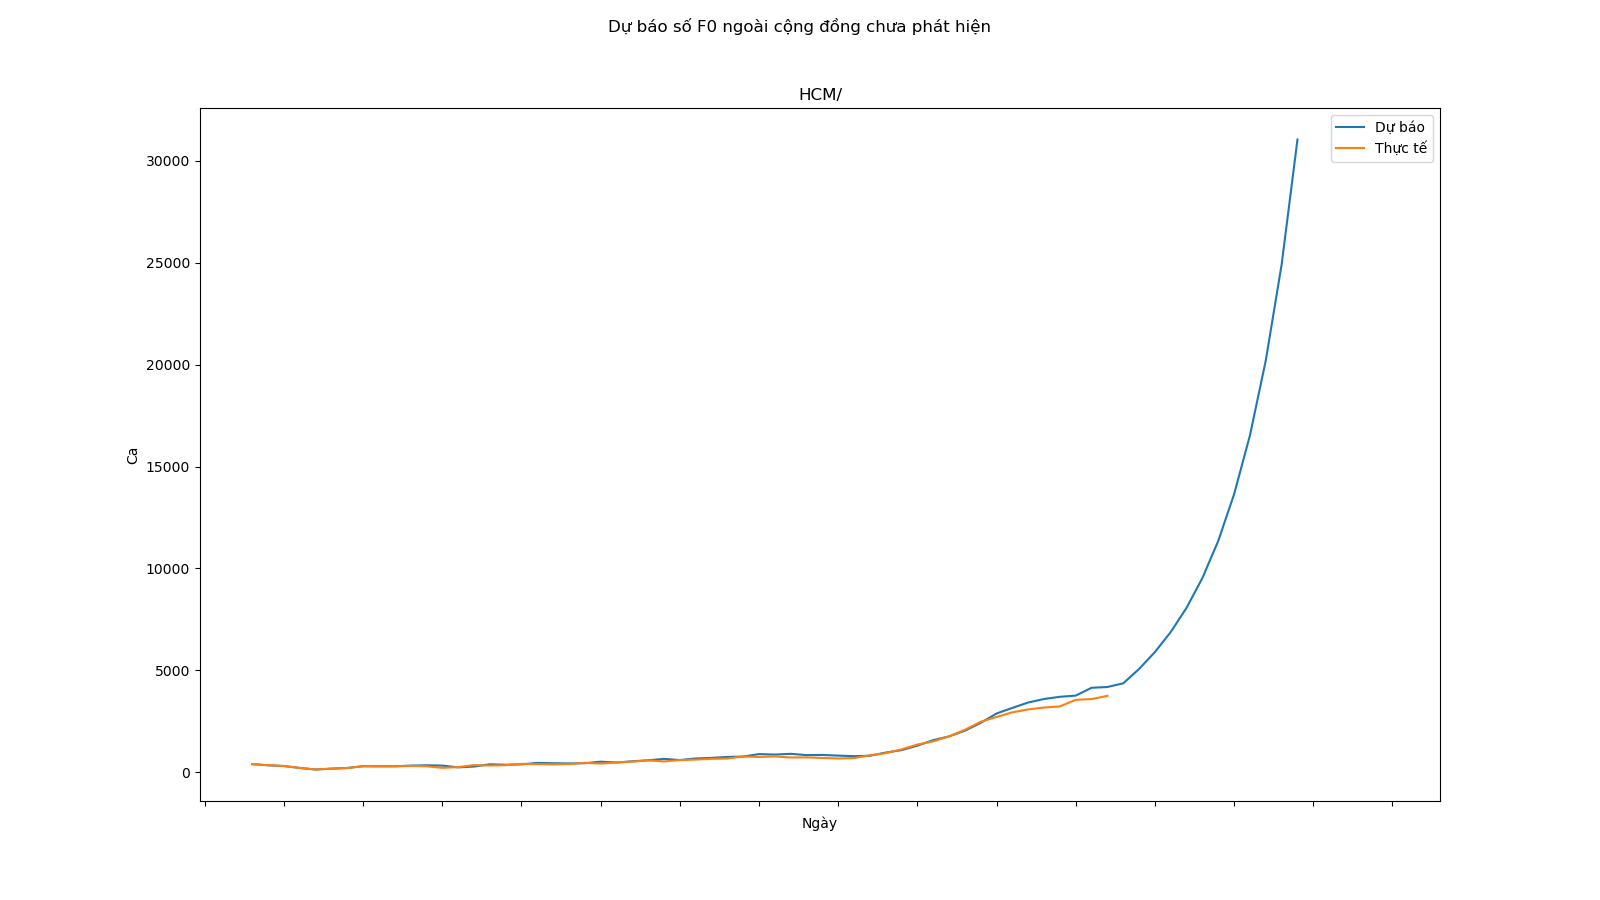 Dự báo số F0 ngoài cộng đồng chưa phát hiện
HCM/
Dự báo
Thực tế
30000
25000
20000
15000
10000
5000
0
Ca
Ngày